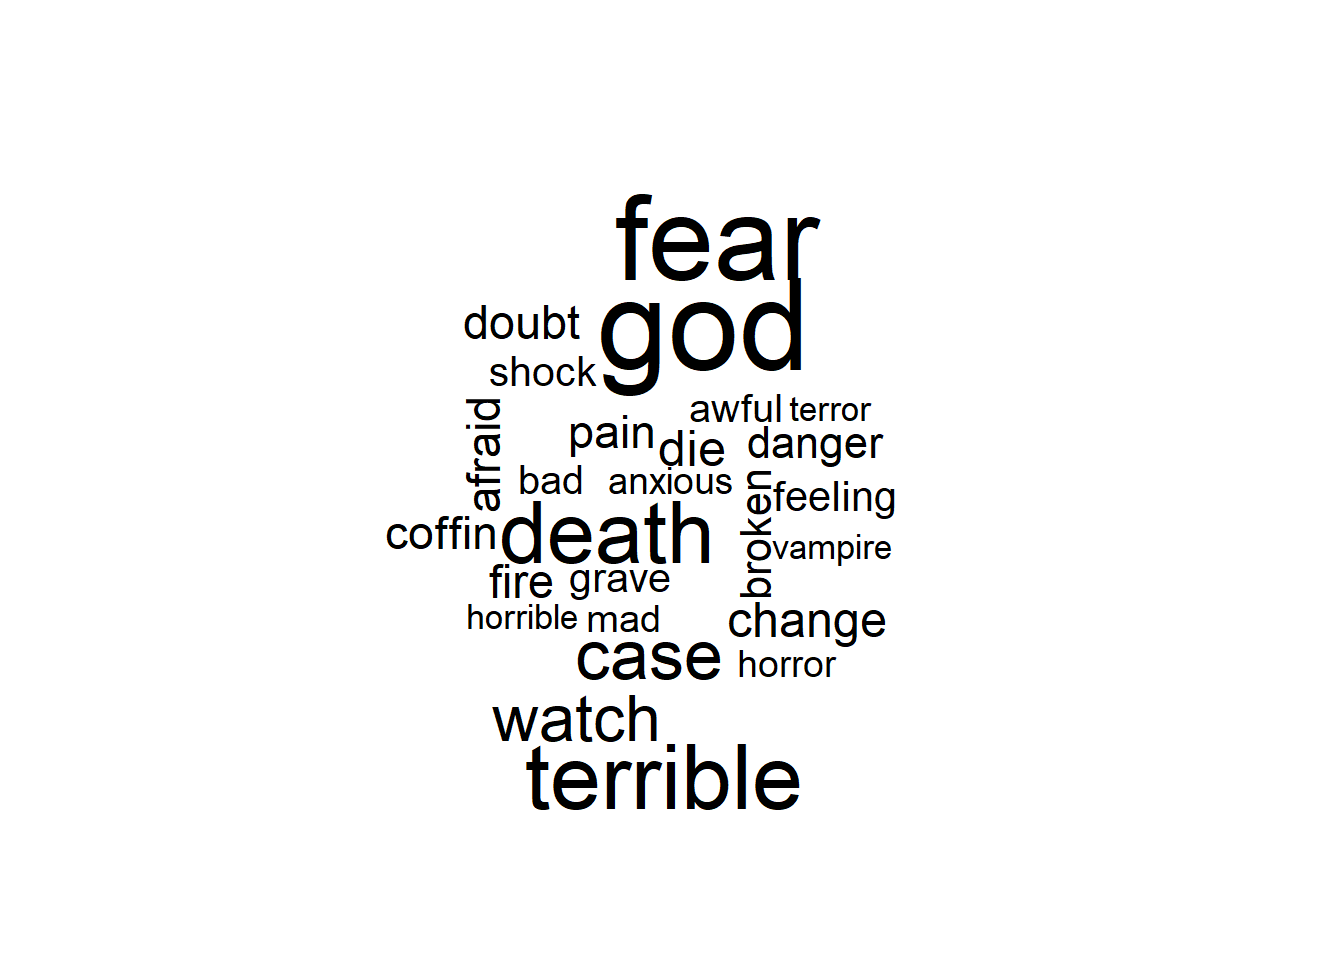 fear
god
doubt
shock
afraid
awful terror
pain die danger
bad anxious broken feeling
coffin death vampire
fire grave
horrible mad change
case horror
watch
terrible